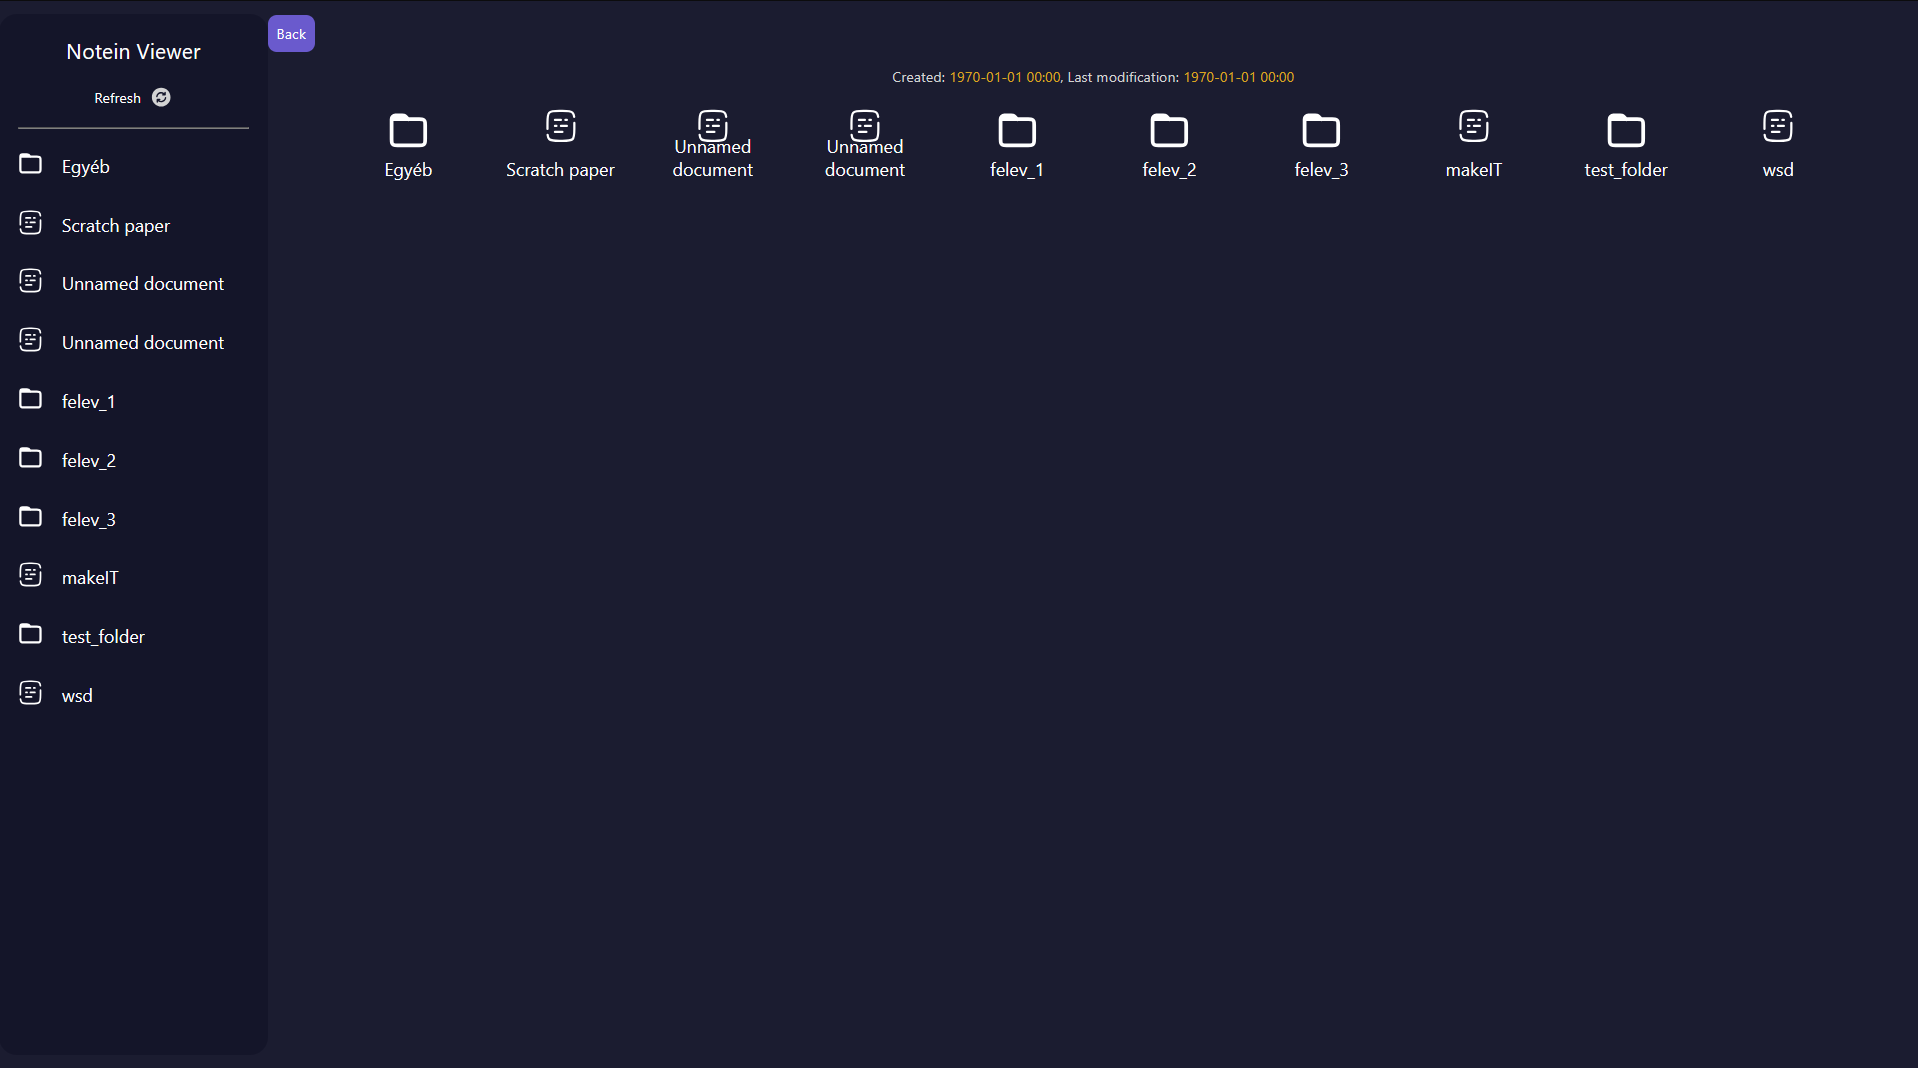 Notein Viewer
Refresh
Egyéb
Scratch paper
Unnamed document
Unnamed document
felev_1
felev_2
felev_3
makeIT
test_folder
wsd
Back
Created: 1970-01-01 00:00, Last modification: 1970-01-01 00:00
Egyéb
Scratch paper
Unnamed
document
Unnamed
document
felev_1
felev_2
felev_3
makeIT
test_folder
wsd